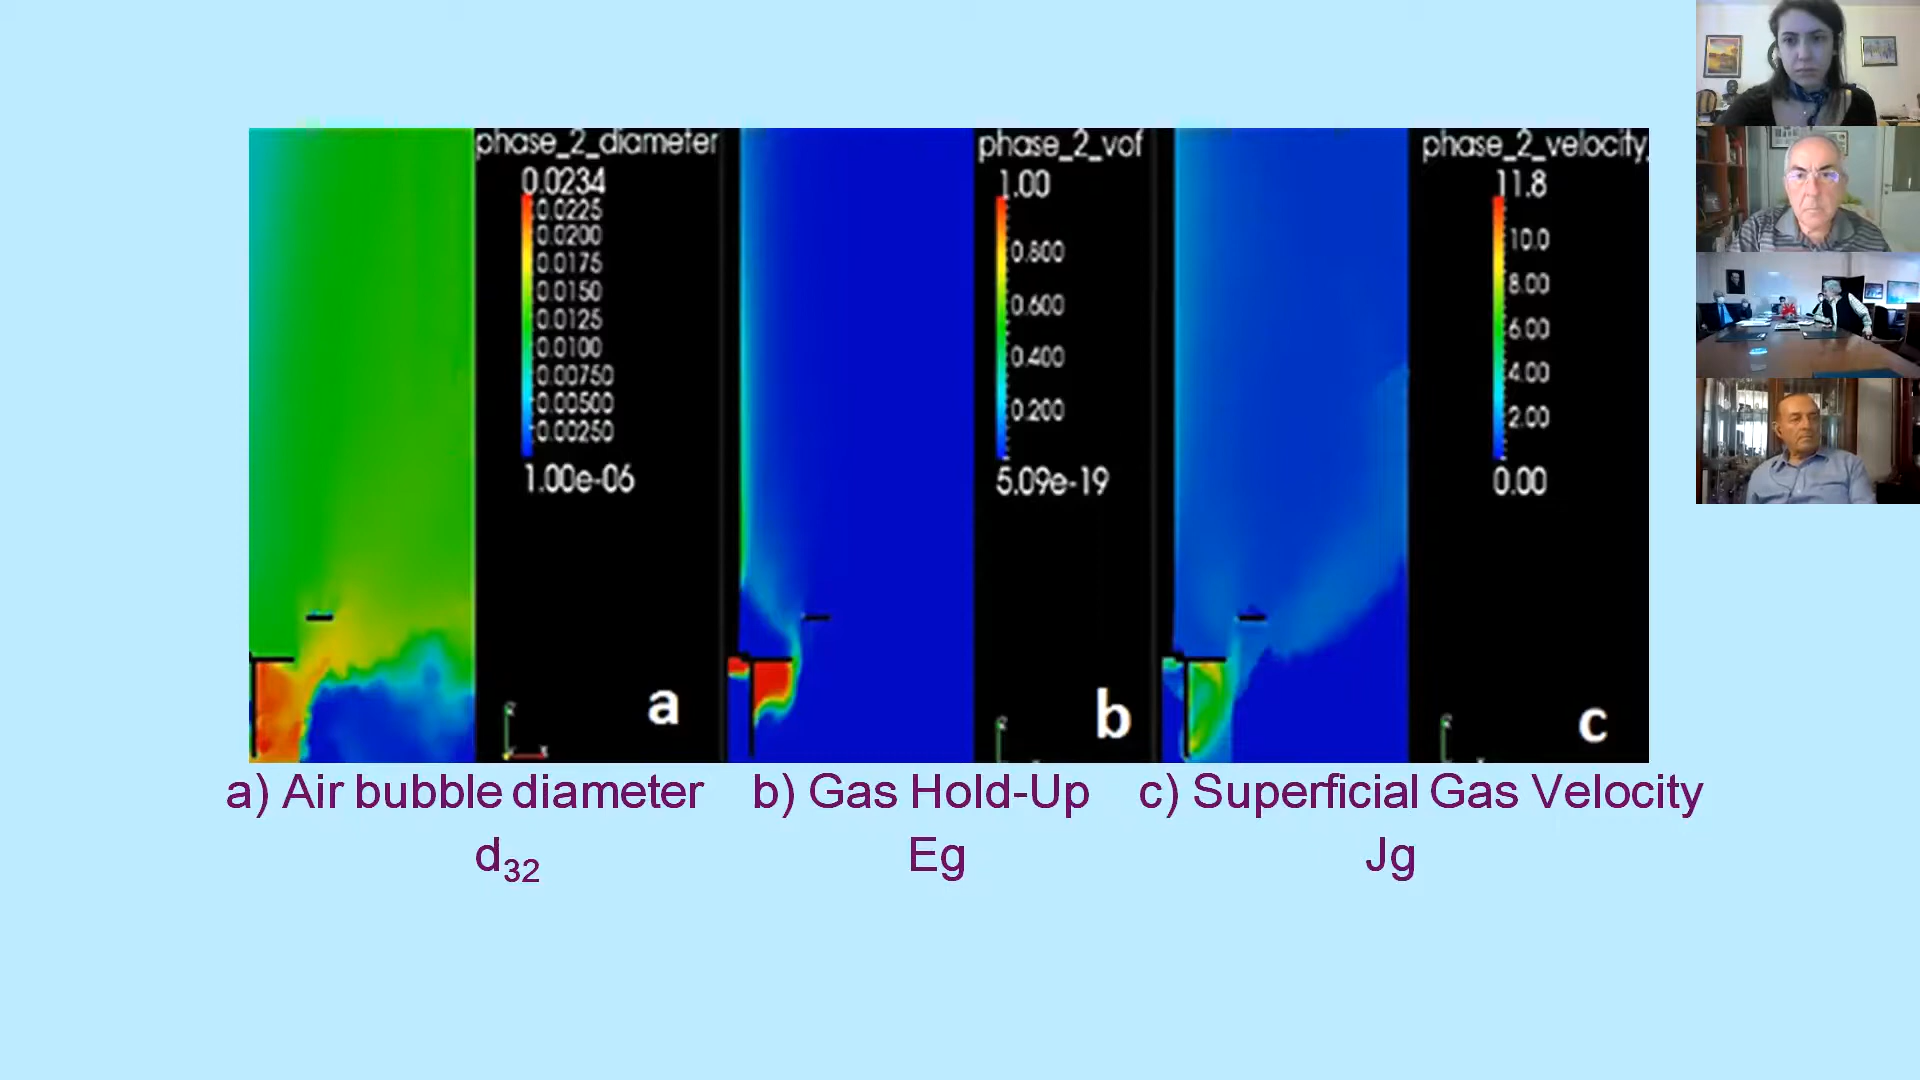 phase_2_diameter
0.0234
0.0225
0.0200
0.0175
0.0150
0.0125
0.0100
0.00750
0.00500
0.00250
1.00e-06
a
phase_2_vof
1.00
0.800
0.600
0.400
0.200
5.09e-19
b
phase_2_velocity
11.8
10.0
8.00
6.00
4.00
2.00
0.00
c
a) Air bubble diameter
d32
b) Gas Hold-Up
Eg
c) Superficial Gas Velocity
Jg